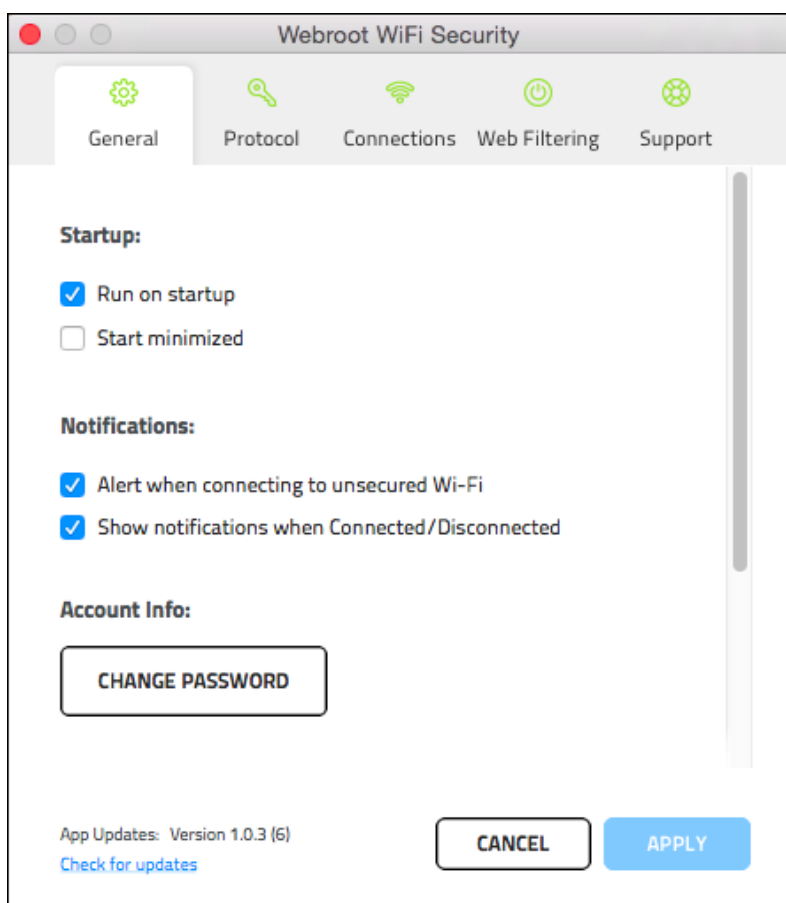 Webroot WiFi Security
General Protocol Connections Web Filtering Support
Startup:
Run on startup
Start minimized
Notifications:
Alert when connecting to unsecured Wi-Fi
Show notifications when Connected/Disconnected
Account Info:
CHANGE PASSWORD
App Updates: Version 1.0.3 (6)
Check for updates
CANCEL APPLY